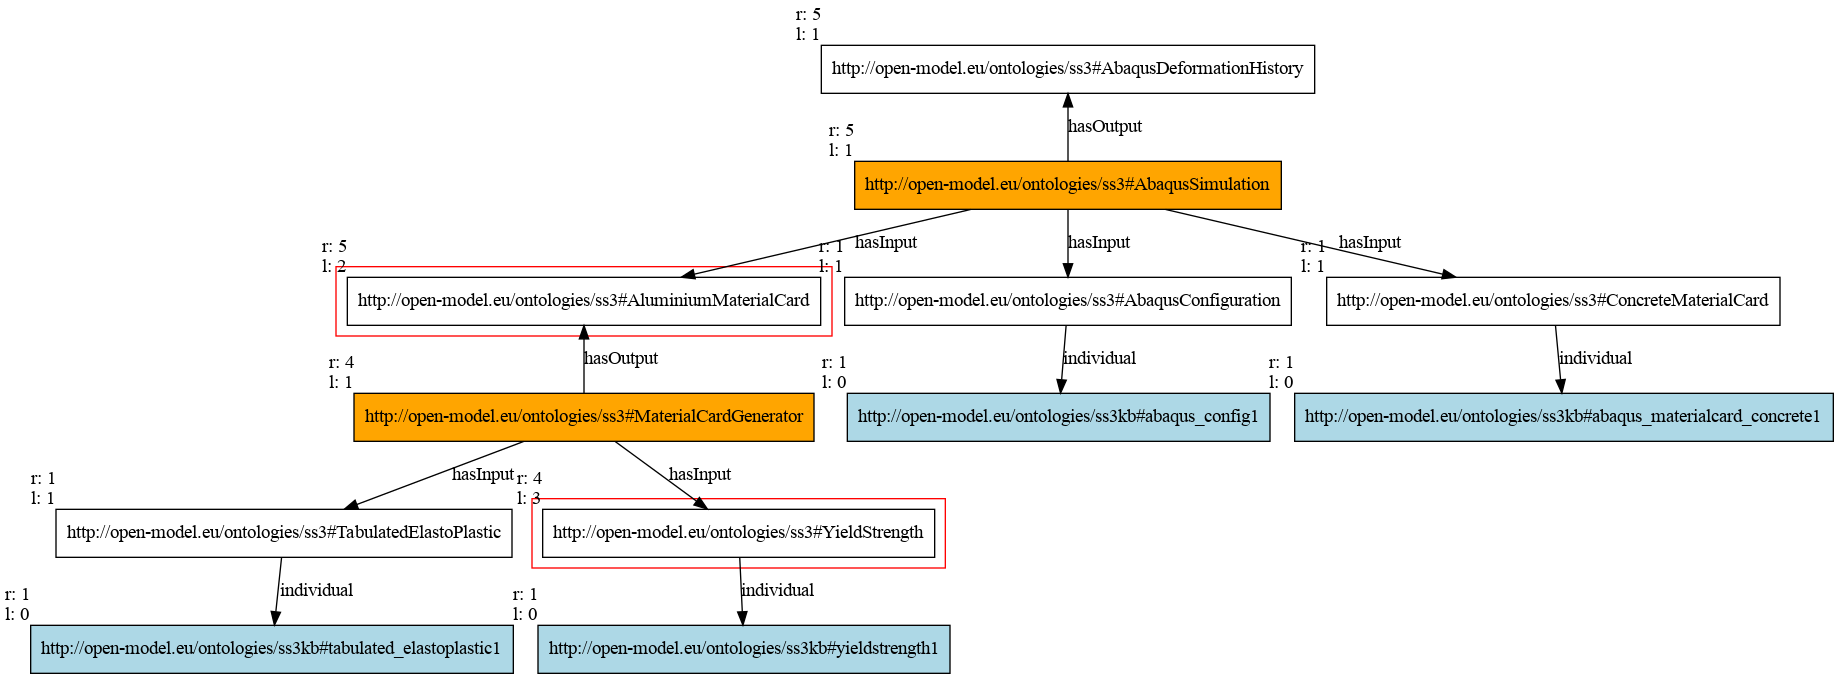 r: 5
l: 1
http://open-model.eu/ontologies/ss3#AbaqusDeformationHistory
hasOutput
r: 5
l: 1
http://open-model.eu/ontologies/ss3#AbaqusSimulation
hasInput
hasInput
hasInput
r: 5
l: 2
http://open-model.eu/ontologies/ss3#AluminiumMaterialCard
r: 1
l: 1
http://open-model.eu/ontologies/ss3#AbaqusConfiguration
r: 1
l: 1
http://open-model.eu/ontologies/ss3#ConcreteMaterialCard
hasOutput
individual
individual
r: 4
l: 1
http://open-model.eu/ontologies/ss3#MaterialCardGenerator
r: 1
l: 0
http://open-model.eu/ontologies/ss3kb#abaqus_config1
r: 1
l: 0
http://open-model.eu/ontologies/ss3kb#abaqus_materialcard_concrete1
hasInput
hasInput
r: 1
l: 1
http://open-model.eu/ontologies/ss3#TabulatedElastoPlastic
r: 4
l: 3
http://open-model.eu/ontologies/ss3#YieldStrength
individual
individual
r: 1
l: 0
http://open-model.eu/ontologies/ss3kb#tabulated_elastoplastic1
r: 1
l: 0
http://open-model.eu/ontologies/ss3kb#yieldstrength1